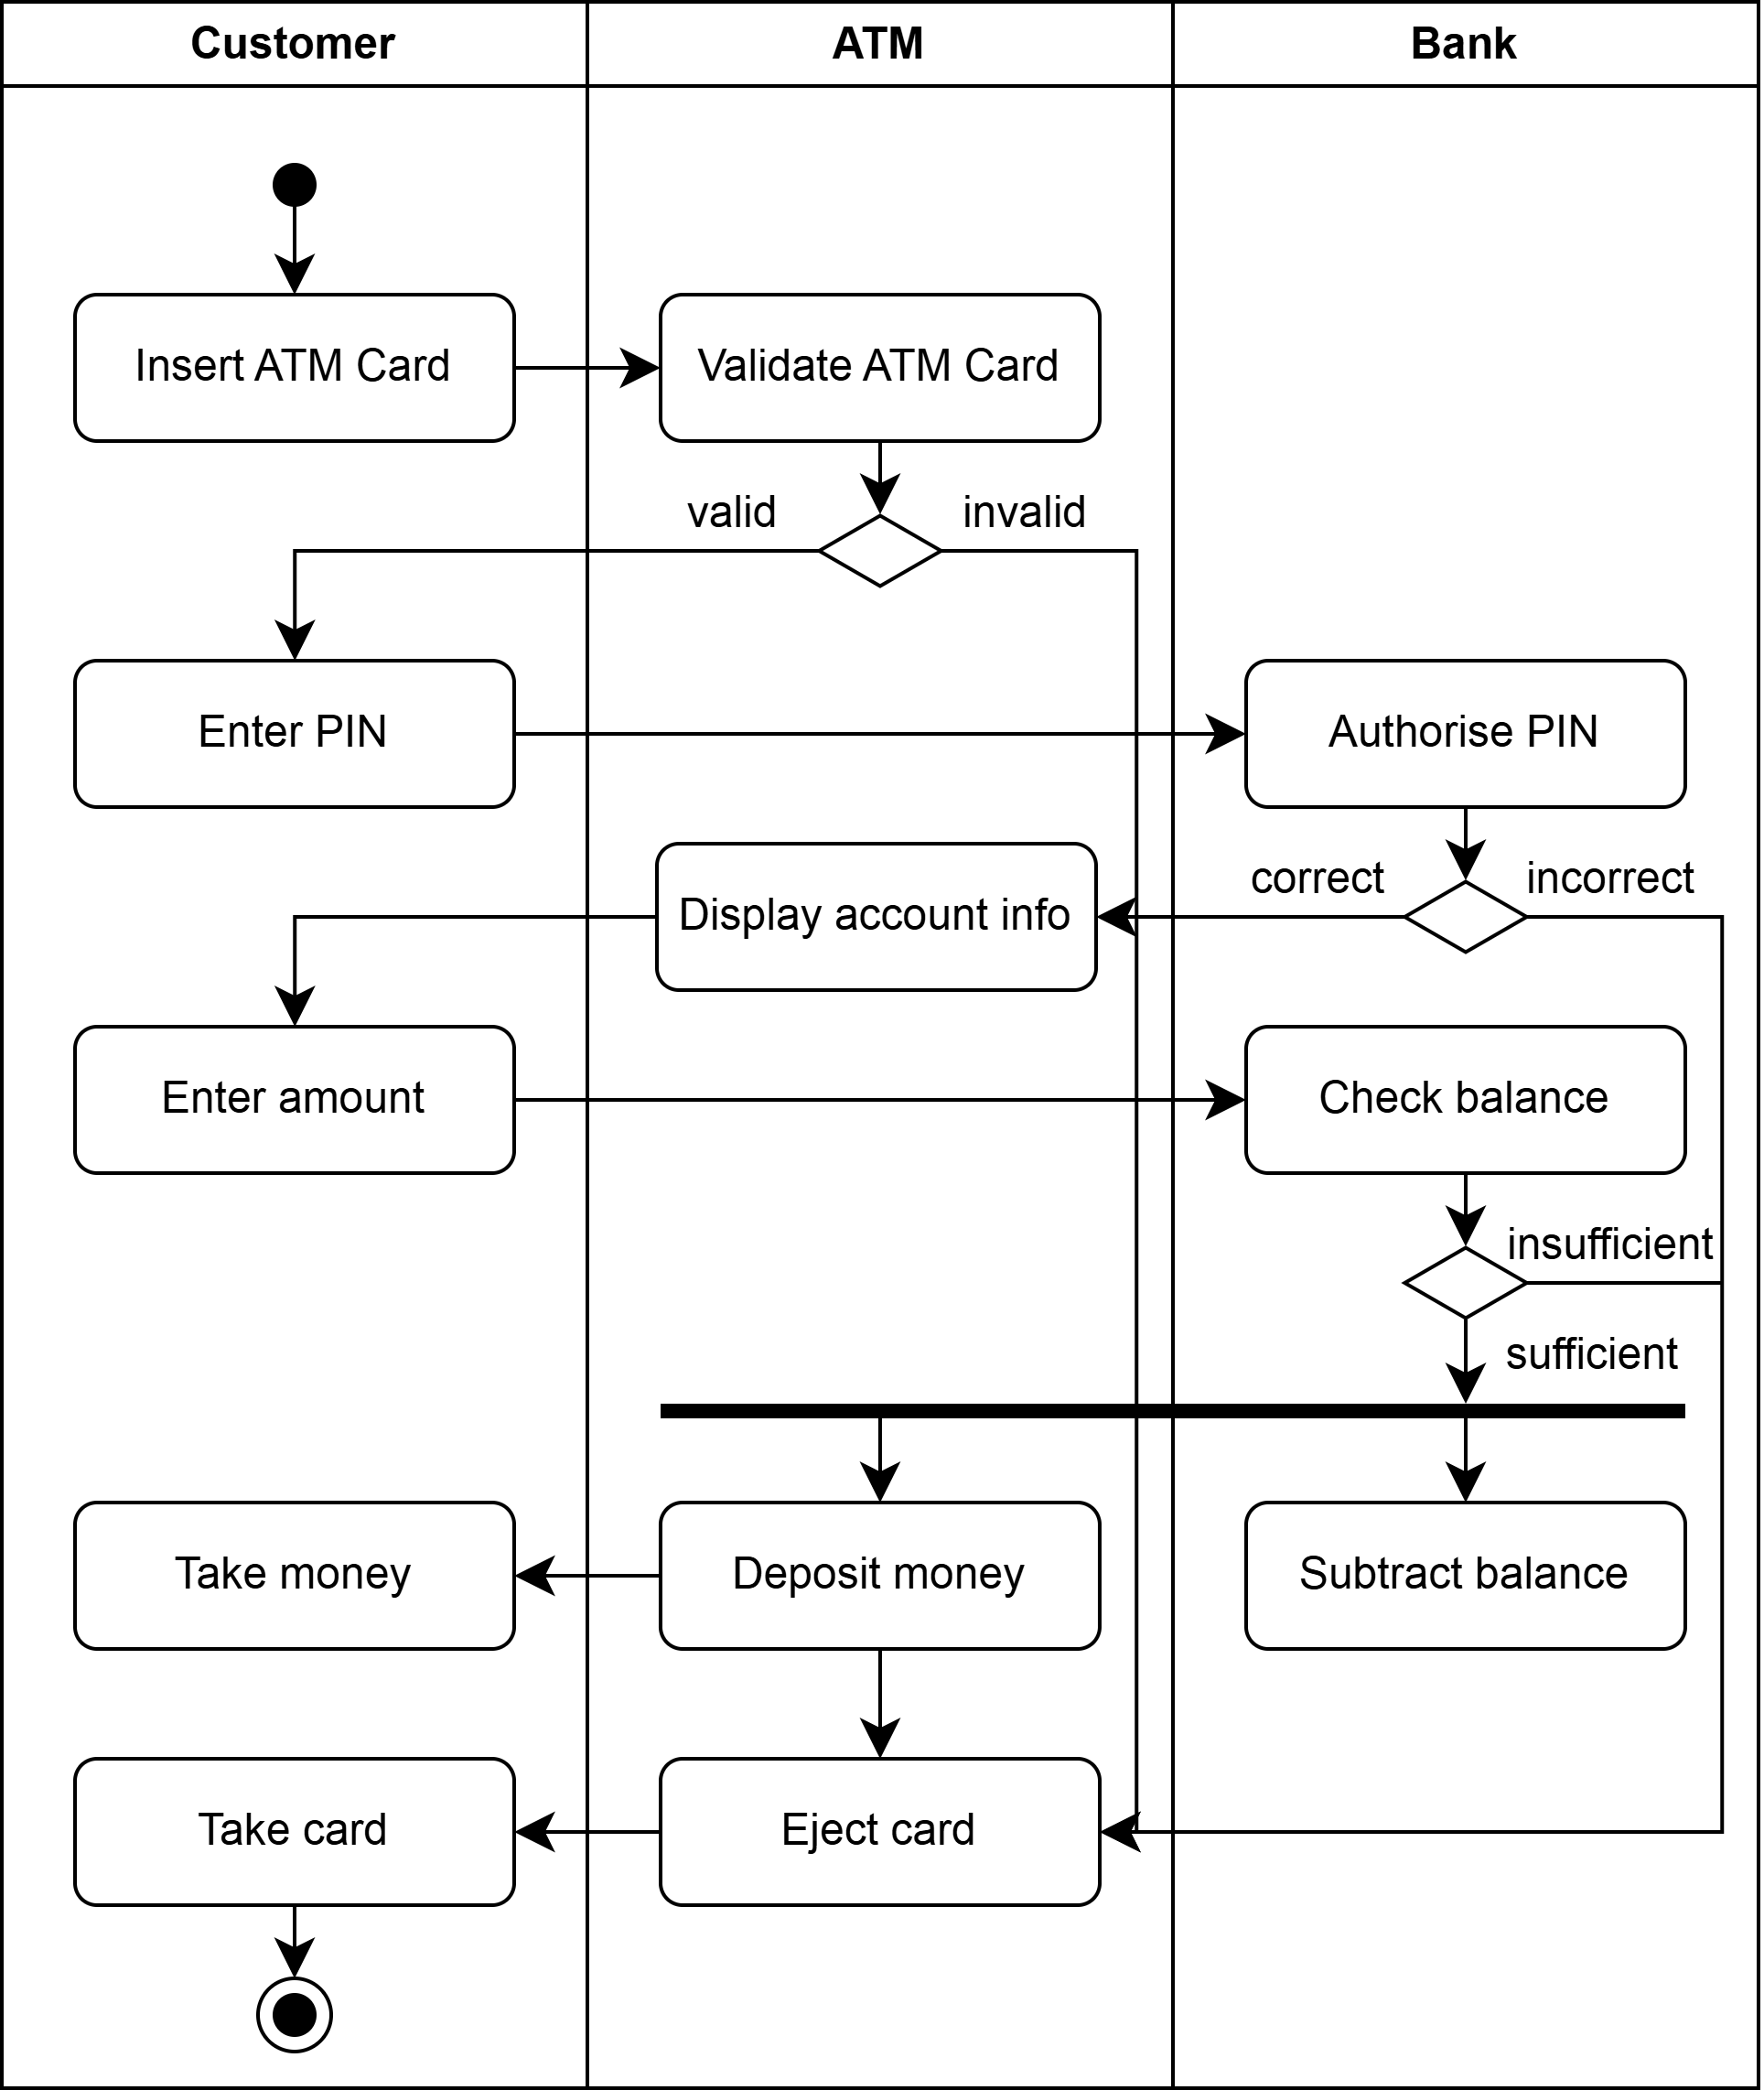 Customer
ATM
Bank
Insert ATM Card
Validate ATM Card
valid
invalid
Enter PIN
Authorise PIN
correct
incorrect
Display account info
Enter amount
Check balance
insufficient
sufficient
Take money
Deposit money
Subtract balance
Take card
Eject card